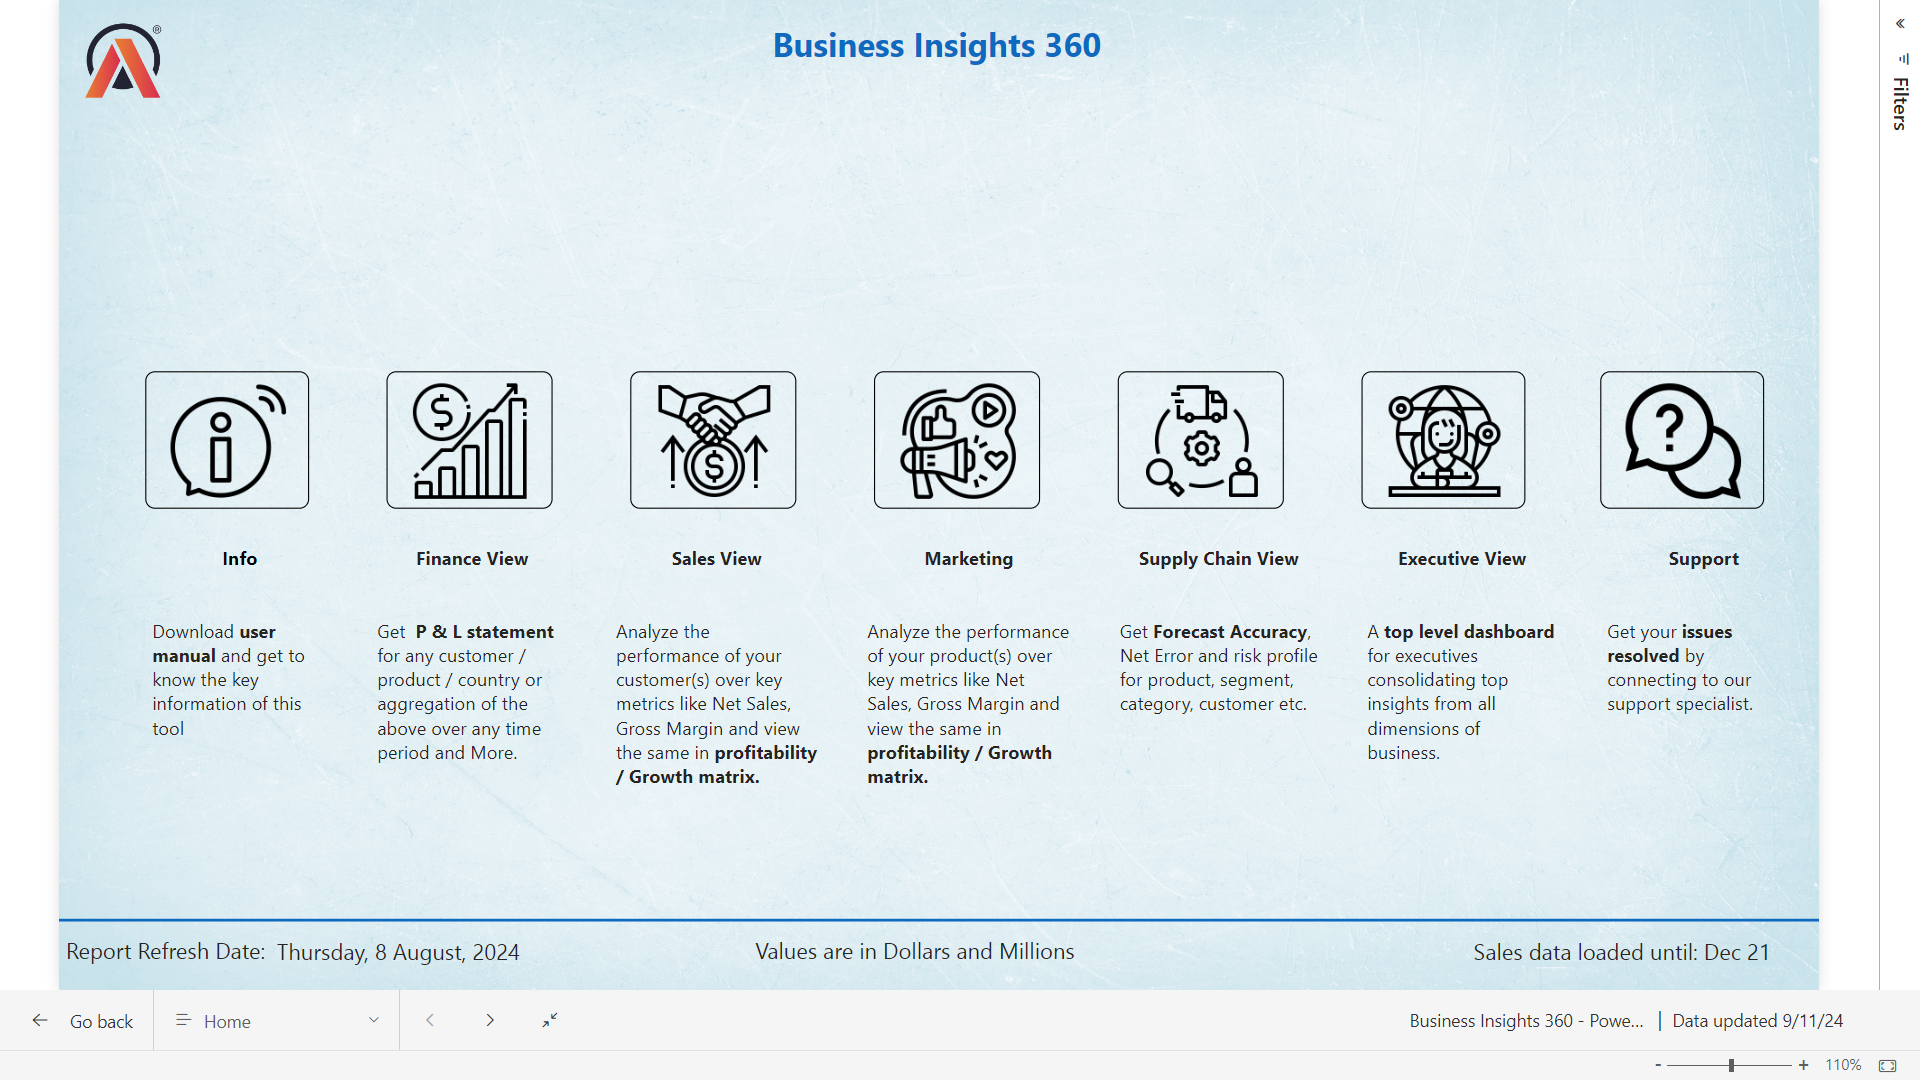 ®
Business Insights 360
Filters
Info
Finance View
Sales View
Marketing
Supply Chain View
Executive View
Support
Download user
manual and get to
know the key
information of this
tool
Get P & L statement
for any customer /
product / country or
aggregation of the
above over any time
period and More.
Analyze the
performance of your
customer(s) over key
metrics like Net Sales,
Gross Margin and view
the same in profitability
/ Growth matrix.
Analyze the performance
of your product(s) over
key metrics like Net
Sales, Gross Margin and
view the same in
profitability / Growth
matrix.
Get Forecast Accuracy,
Net Error and risk profile
for product, segment,
category, customer etc.
A top level dashboard
for executives
consolidating top
insights from all
dimensions of
business.
Get your issues
resolved by
connecting to our
support specialist.
Report Refresh Date: Thursday, 8 August, 2024
Values are in Dollars and Millions
Sales data loaded until: Dec 21
Go back
Home
Business Insights 360 - Powe... | Data updated 9/11/24
- + 110%